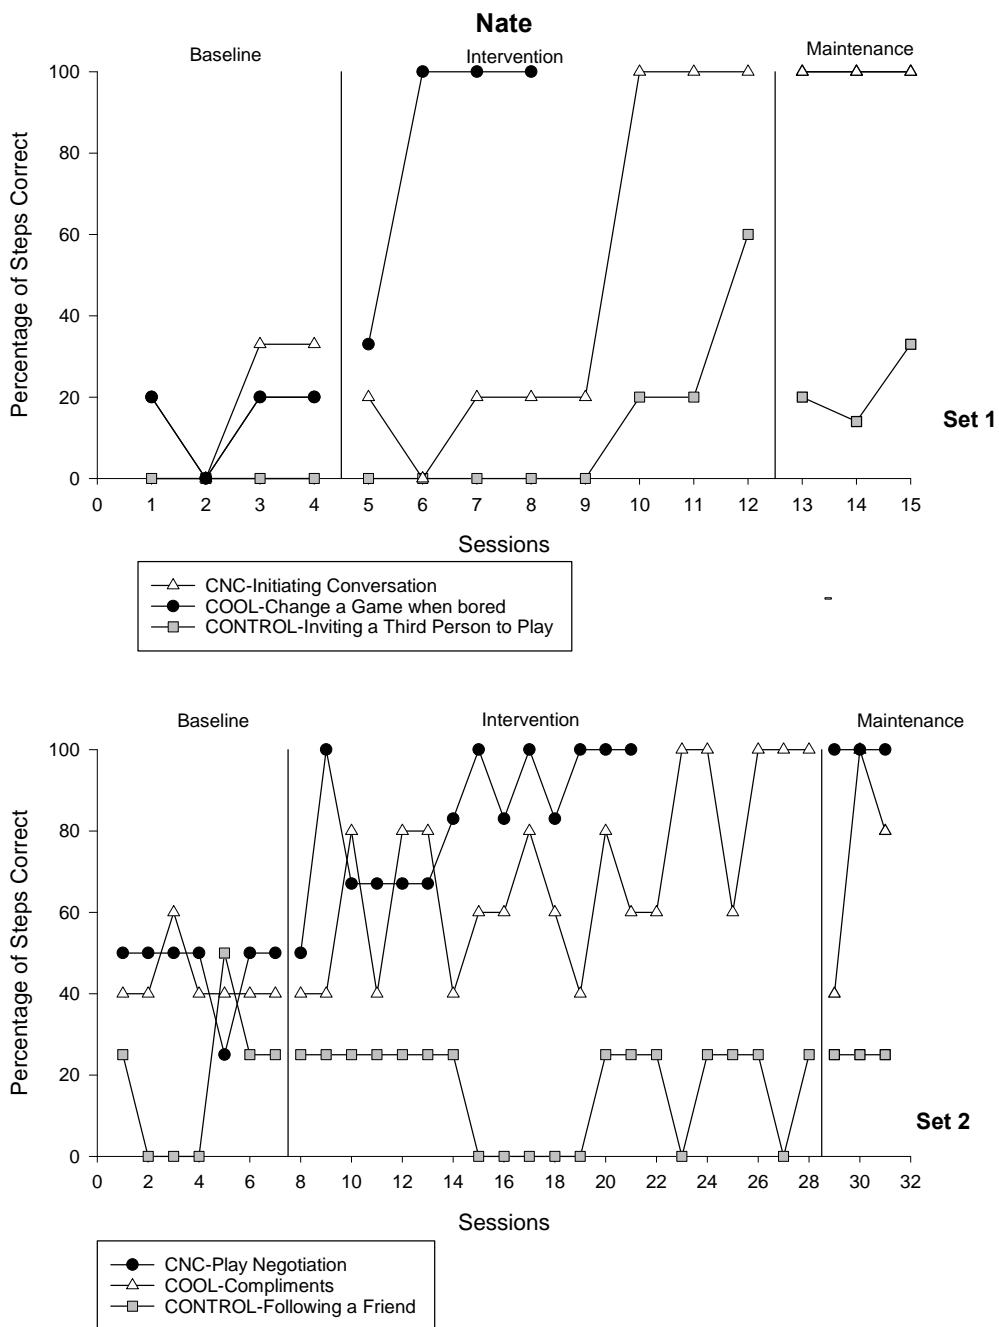 Nate
Baseline Intervention Maintenance
100
80
60
40
20
0
Percentage of Steps Correct
Set 1
0 1 2 3 4 5 6 7 8 9 10 11 12 13 14 15
Sessions
CNC-Initiating Conversation
COOL-Change a Game when bored
CONTROL-Inviting a Third Person to Play
Baseline Intervention Maintenance
100
80
60
40
20
0
Percentage of Steps Correct
Set 2
0 2 4 6 8 10 12 14 16 18 20 22 24 26 28 30 32
Sessions
CNC-Play Negotiation
COOL-Compliments
CONTROL-Following a Friend